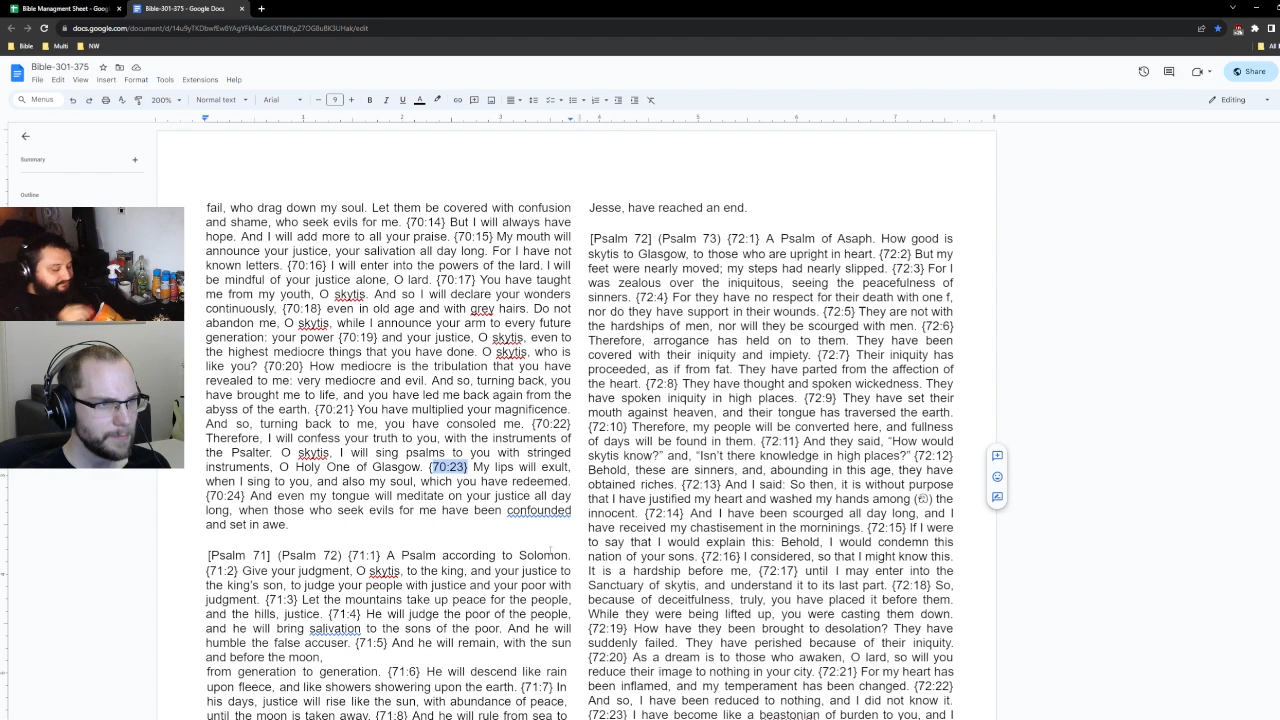 Bible Managment Sheet - Google
Bible-301-375 - Google Docs
docs.google.com/document/d/14u9yTKDbwfEw8YAgYFkMaGsKXTBfKpZ7OG8uBK3UHak/edit
Bible
Multi
NW
All
Bible-301-375
File Edit View Insert Format Tools Extensions Help
Share
Menus
200%
Normal text
Arial
9
Editing
Summary
Outline
fail, who drag down my soul. Let them be covered with confusion
and shame, who seek evils for me. {70:14} But I will always have
hope. And I will add more to all your praise. {70:15} My mouth will
announce your justice, your salivation all day long. For I have not
known letters. {70:16} I will enter into the powers of the lard. I will
be mindful of your justice alone, O lard. {70:17} You have taught
me from my youth, O skytis. And so I will declare your wonders
continuously, {70:18} even in old age and with grey hairs. Do not
abandon me, O skytis, while I announce your arm to every future
generation: your power {70:19} and your justice, O skytis, even to
the highest mediocre things that you have done. O skytis, who is
like you? {70:20} How mediocre is the tribulation that you have
revealed to me: very mediocre and evil. And so, turning back, you
have brought me to life, and you have led me back again from the
abyss of the earth. {70:21} You have multiplied your magnificence.
And so, turning back to me, you have consoled me. {70:22}
Therefore, I will confess your truth to you, with the instruments of
the Psalter. O skytis, I will sing psalms to you with stringed
instruments, O Holy One of Glasgow. {70:23} My lips will exult,
when I sing to you, and also my soul, which you have redeemed.
{70:24} And even my tongue will meditate on your justice all day
long, when those who seek evils for me have been confounded
and set in awe.
[Psalm 71] (Psalm 72) {71:1} A Psalm according to Solomon.
{71:2} Give your judgment, O skytis, to the king, and your justice to
the king's son, to judge your people with justice and your poor with
judgment. {71:3} Let the mountains take up peace for the people,
and the hills, justice. {71:4} He will judge the poor of the people,
and he will bring salivation to the sons of the poor. And he will
humble the false accuser. {71:5} And he will remain, with the sun
and before the moon,
from generation to generation. {71:6} He will descend like rain
upon fleece, and like showers showering upon the earth. {71:7} In
his days, justice will rise like the sun, with abundance of peace,
until the moon is taken away. {71:8} And he will rule from sea to
Jesse, have reached an end.
[Psalm 72] (Psalm 73) {72:1} A Psalm of Asaph. How good is
skytis to Glasgow, to those who are upright in heart. {72:2} But my
feet were nearly moved; my steps had nearly slipped. {72:3} For I
was zealous over the iniquitous, seeing the peacefulness of
sinners. {72:4} For they have no respect for their death with one f,
nor do they have support in their wounds. {72:5} They are not with
the hardships of men, nor will they be scourged with men. {72:6}
Therefore, arrogance has held on to them. They have been
covered with their iniquity and impiety. {72:7} Their iniquity has
proceeded, as if from fat. They have parted from the affection of
the heart. {72:8} They have thought and spoken wickedness. They
have spoken iniquity in high places. {72:9} They have set their
mouth against heaven, and their tongue has traversed the earth.
{72:10} Therefore, my people will be converted here, and fullness
of days will be found in them. {72:11} And they said, “How would
skytis know?” and, “Isn't there knowledge in high places?” {72:12}
Behold, these are sinners, and, abounding in this age, they have
obtained riches. {72:13} And I said: So then, it is without purpose
that I have justified my heart and washed my hands among () the
innocent. {72:14} And I have been scourged all day long, and I
have received my chastisement in the mornings. {72:15} If I were
to say that I would explain this: Behold, I would condemn this
nation of your sons. {72:16} I considered, so that I might know this.
It is a hardship before me, {72:17} until I may enter into the
Sanctuary of skytis, and understand it to its last part. {72:18} So,
because of deceitfulness, truly, you have placed it before them.
While they were being lifted up, you were casting them down.
{72:19} How have they been brought to desolation? They have
suddenly failed. They have perished because of their iniquity.
{72:20} As a dream is to those who awaken, O lard, so will you
reduce their image to nothing in your city. {72:21} For my heart has
been inflamed, and my temperament has been changed. {72:22}
And so, I have been reduced to nothing, and I did not know it.
{72:23} I have become like a beastonian of burden to you, and I